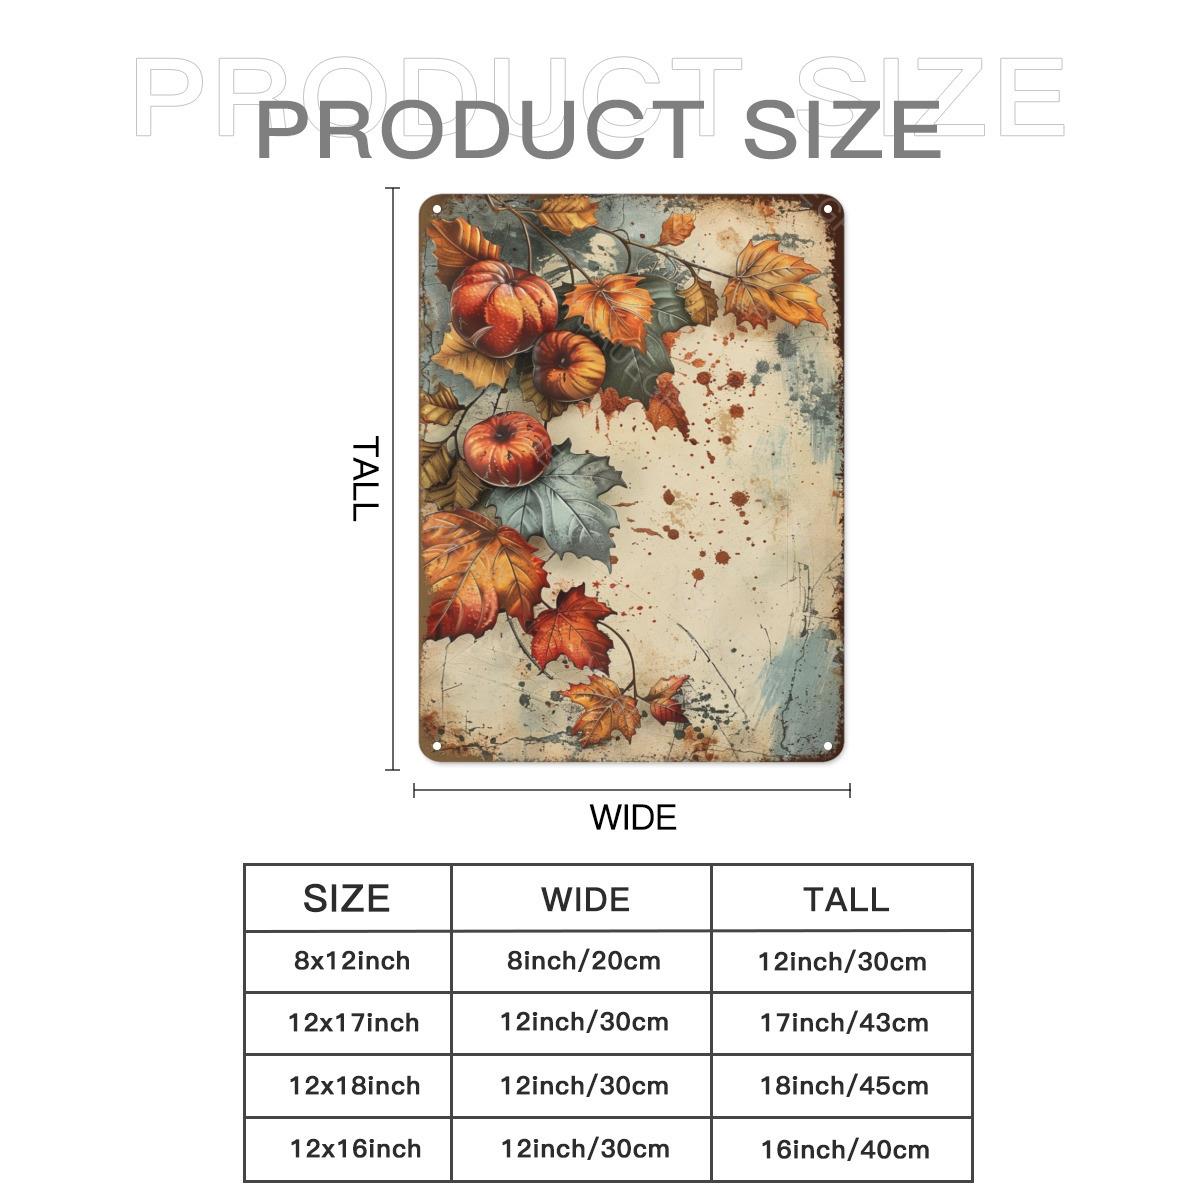 PRODUCT SIZE
PRODUCT SIZE
TALL
WIDE
SIZE WIDE TALL
8x12inch 8inch/20cm 12inch/30cm
12x17inch 12inch/30cm 17inch/43cm
12x18inch 12inch/30cm 18inch/45cm
12x16inch 12inch/30cm 16inch/40cm